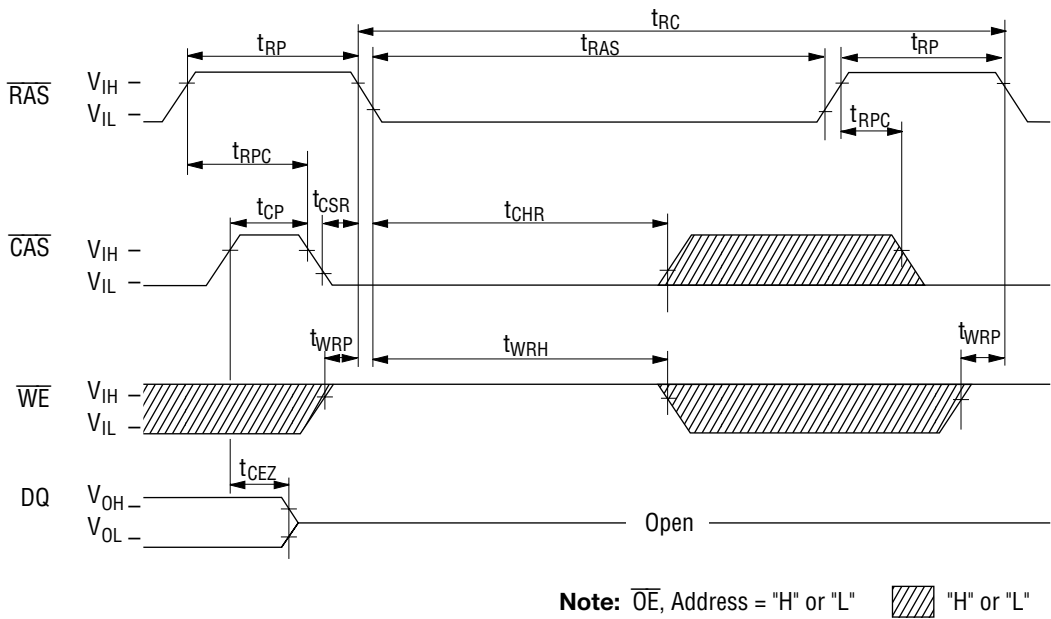 tRC
tRP tRAS tRP
RAS VIH
VIL
tRPC tRPC
tCP tCSR tCHR
CAS VIH
VIL
tWRP tWRH tWRP
WE VIH
VIL
tCEZ
DQ VOH
VOL
Open
Note: OE, Address = "H" or "L" "H" or "L"